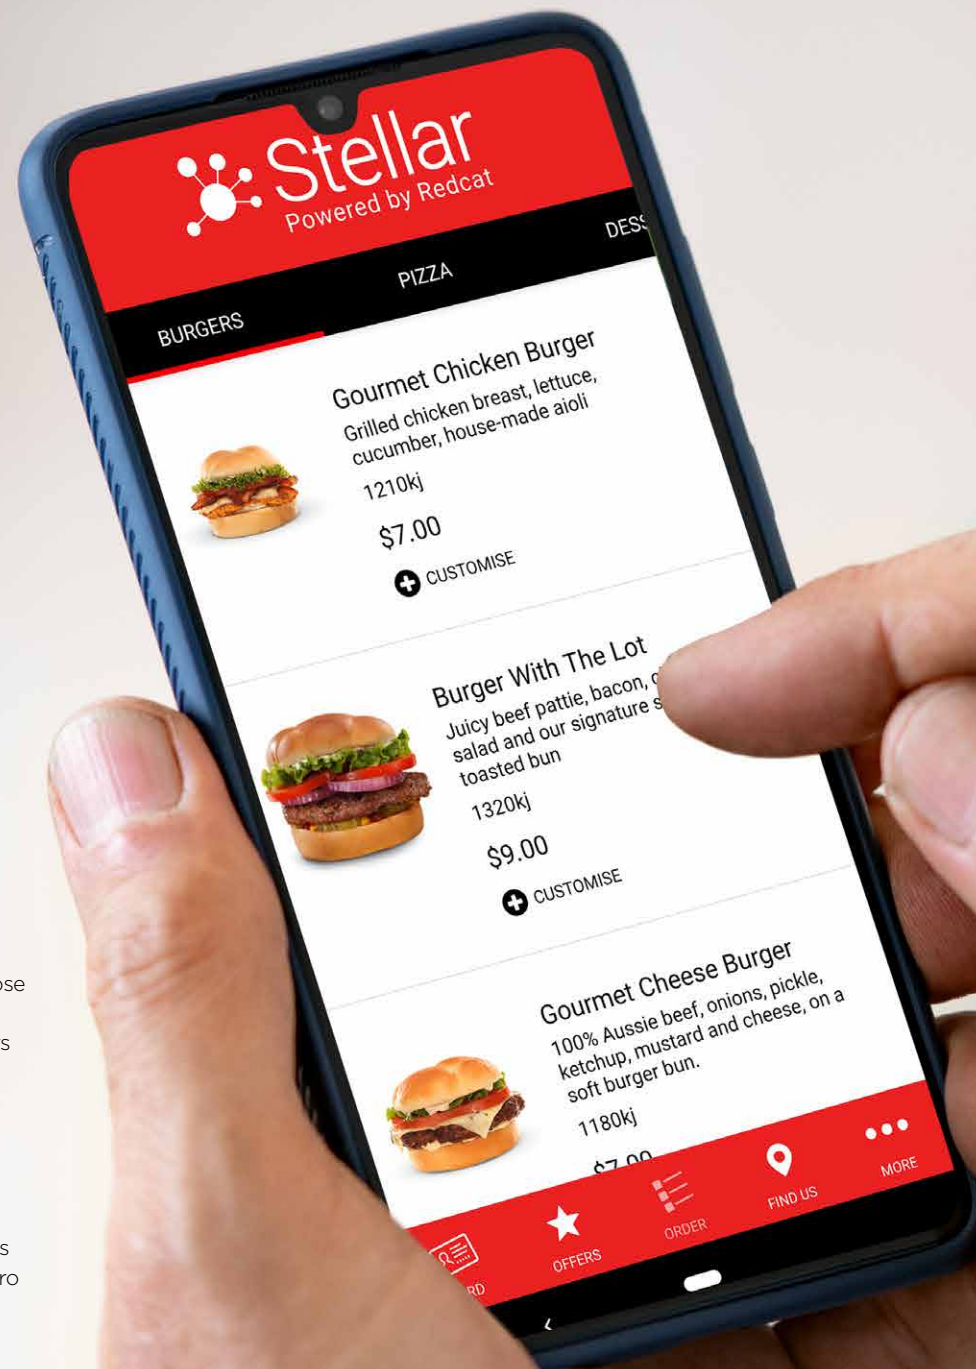 Stellar
Powered by Redcat
BURGERS
PIZZA
Gourmet Chicken Burger
Grilled chicken breast, lettuce,
cucumber, house-made aioli
1210kj
$7.00
CUSTOMISE
Burger With The Lot
Juicy beef pattie, bacon,
salad and our signature
toasted bun
1320kj
$9.00
CUSTOMISE
Gourmet Cheese Burger
100% Aussie beef, onions, pickle,
ketchup, mustard and cheese, on a
soft burger bun.
1180kj
$7.00
OFFERS
ORDER
FIND US
MORE